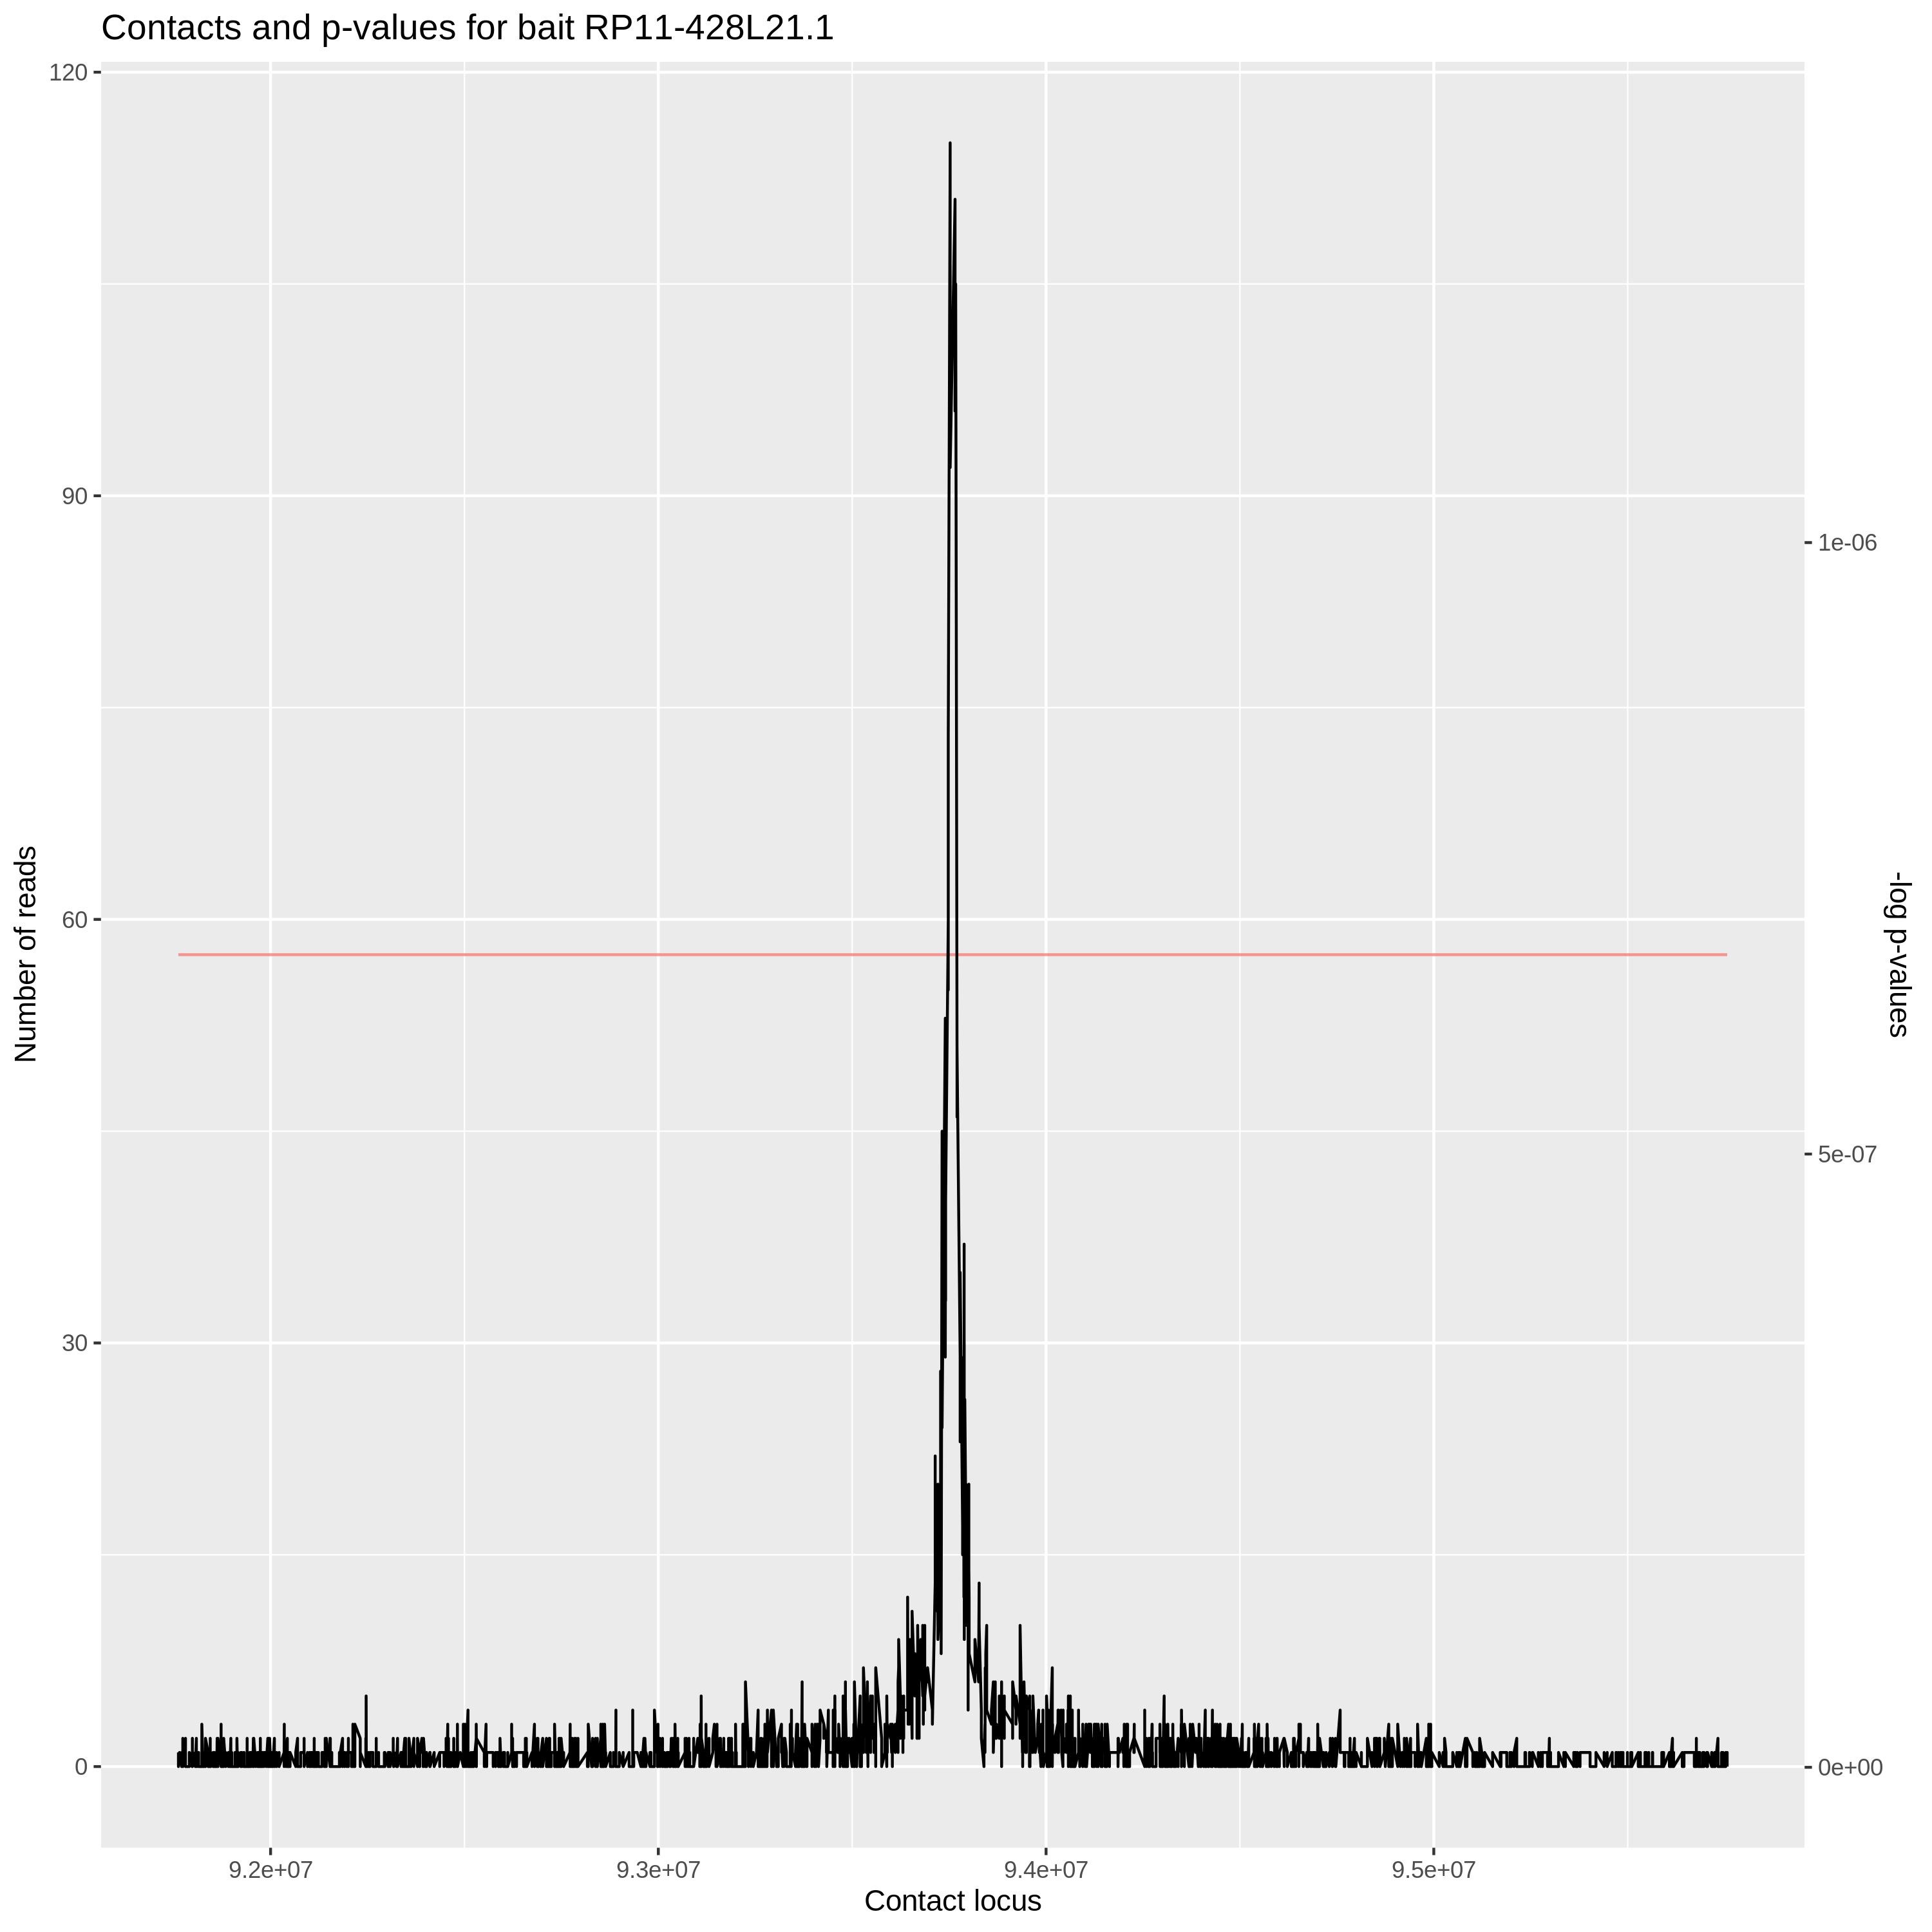 Contacts and p-values for bait RP11-428L21.1
120
90
60
30
0
Number of reads
1e-06
5e-07
0e+00
-log p-values
9.2e+07
9.3e+07
9.4e+07
9.5e+07
Contact locus